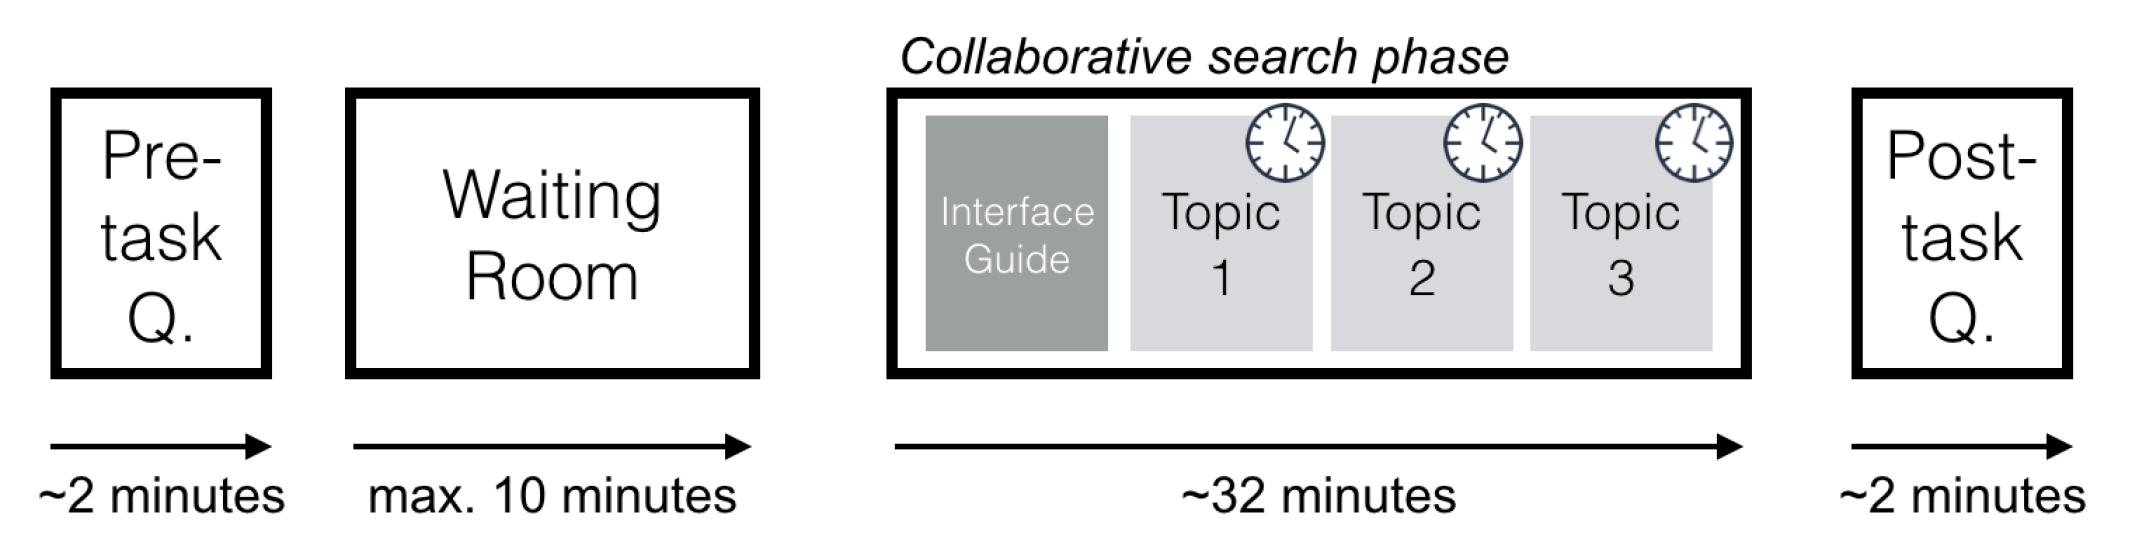 Collaborative search phase
Pre-
task
Q.
Waiting
Room
Interface
Guide
Topic
1
Topic
2
Topic
3
Post-
task
Q.
~2 minutes
max. 10 minutes
~32 minutes
~2 minutes